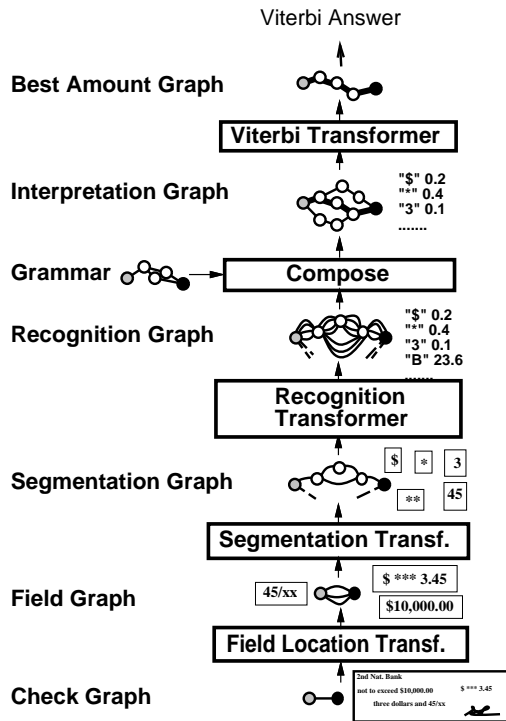 Viterbi Answer
Best Amount Graph
Viterbi Transformer
Interpretation Graph
"$" 0.2
"*" 0.4
"3" 0.1
.......
Grammar
Compose
Recognition Graph
"$" 0.2
"*" 0.4
"3" 0.1
"B" 23.6
.......
Recognition
Transformer
Segmentation Graph
$ * 3
** 45
Segmentation Transf.
Field Graph
45/xx
$ *** 3.45
$10,000.00
Field Location Transf.
Check Graph
2nd Nat. Bank
not to exceed $10,000.00 $ *** 3.45
three dollars and 45/xx